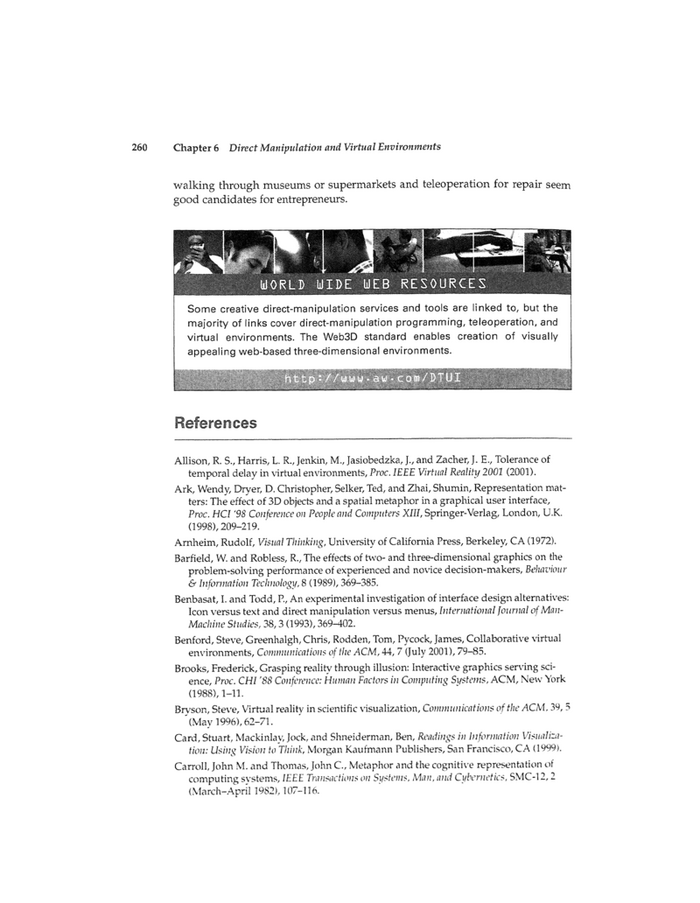 260 Chapter 6 Direct Manipulation and Virtual Environments
walking through museums or supermarkets and teleoperation for repair seem
good candidates for entrepreneurs.
WORLD WIDE WEB RESOURCES
Some creative direct-manipulation services and tools are linked to, but the
majority of links cover direct-manipulation programming, teleoperation, and
virtual environments. The Web3D standard enables creation of visually
appealing web-based three-dimensional environments.
http://www.aw.com/DTUI
References
Allison, R. S., Harris, L. R., Jenkin, M., Jasiobedzka, J., and Zacher, J. E., Tolerance of
temporal delay in virtual environments, Proc. IEEE Virtual Reality 2001 (2001).
Ark, Wendy, Dryer, D. Christopher, Selker, Ted, and Zhai, Shumin, Representation mat-
ters: The effect of 3D objects and a spatial metaphor in a graphical user interface,
Proc. HCI '98 Conference on People and Computers XIII, Springer-Verlag, London, U.K.
(1998), 209–219.
Arnheim, Rudolf, Visual Thinking, University of California Press, Berkeley, CA (1972).
Barfield, W. and Robless, R., The effects of two- and three-dimensional graphics on the
problem-solving performance of experienced and novice decision-makers, Behaviour
& Information Technology, 8 (1989), 369–385.
Benbasat, I. and Todd, P., An experimental investigation of interface design alternatives:
Icon versus text and direct manipulation versus menus, International Journal of Man-
Machine Studies, 38, 3 (1993), 369–402.
Benford, Steve, Greenhalgh, Chris, Rodden, Tom, Pycock, James, Collaborative virtual
environments, Communications of the ACM, 44, 7 (July 2001), 79–85.
Brooks, Frederick, Grasping reality through illusion: Interactive graphics serving sci-
ence, Proc. CHI '88 Conference: Human Factors in Computing Systems, ACM, New York
(1988), 1–11.
Bryson, Steve, Virtual reality in scientific visualization, Communications of the ACM, 39, 5
(May 1996), 62–71.
Card, Stuart, Mackinlay, Jock, and Shneiderman, Ben, Readings in Information Visualiza-
tion: Using Vision to Think, Morgan Kaufmann Publishers, San Francisco, CA (1999).
Carroll, John M. and Thomas, John C., Metaphor and the cognitive representation of
computing systems, IEEE Transactions on Systems, Man, and Cybernetics, SMC-12, 2
(March–April 1982), 107–116.